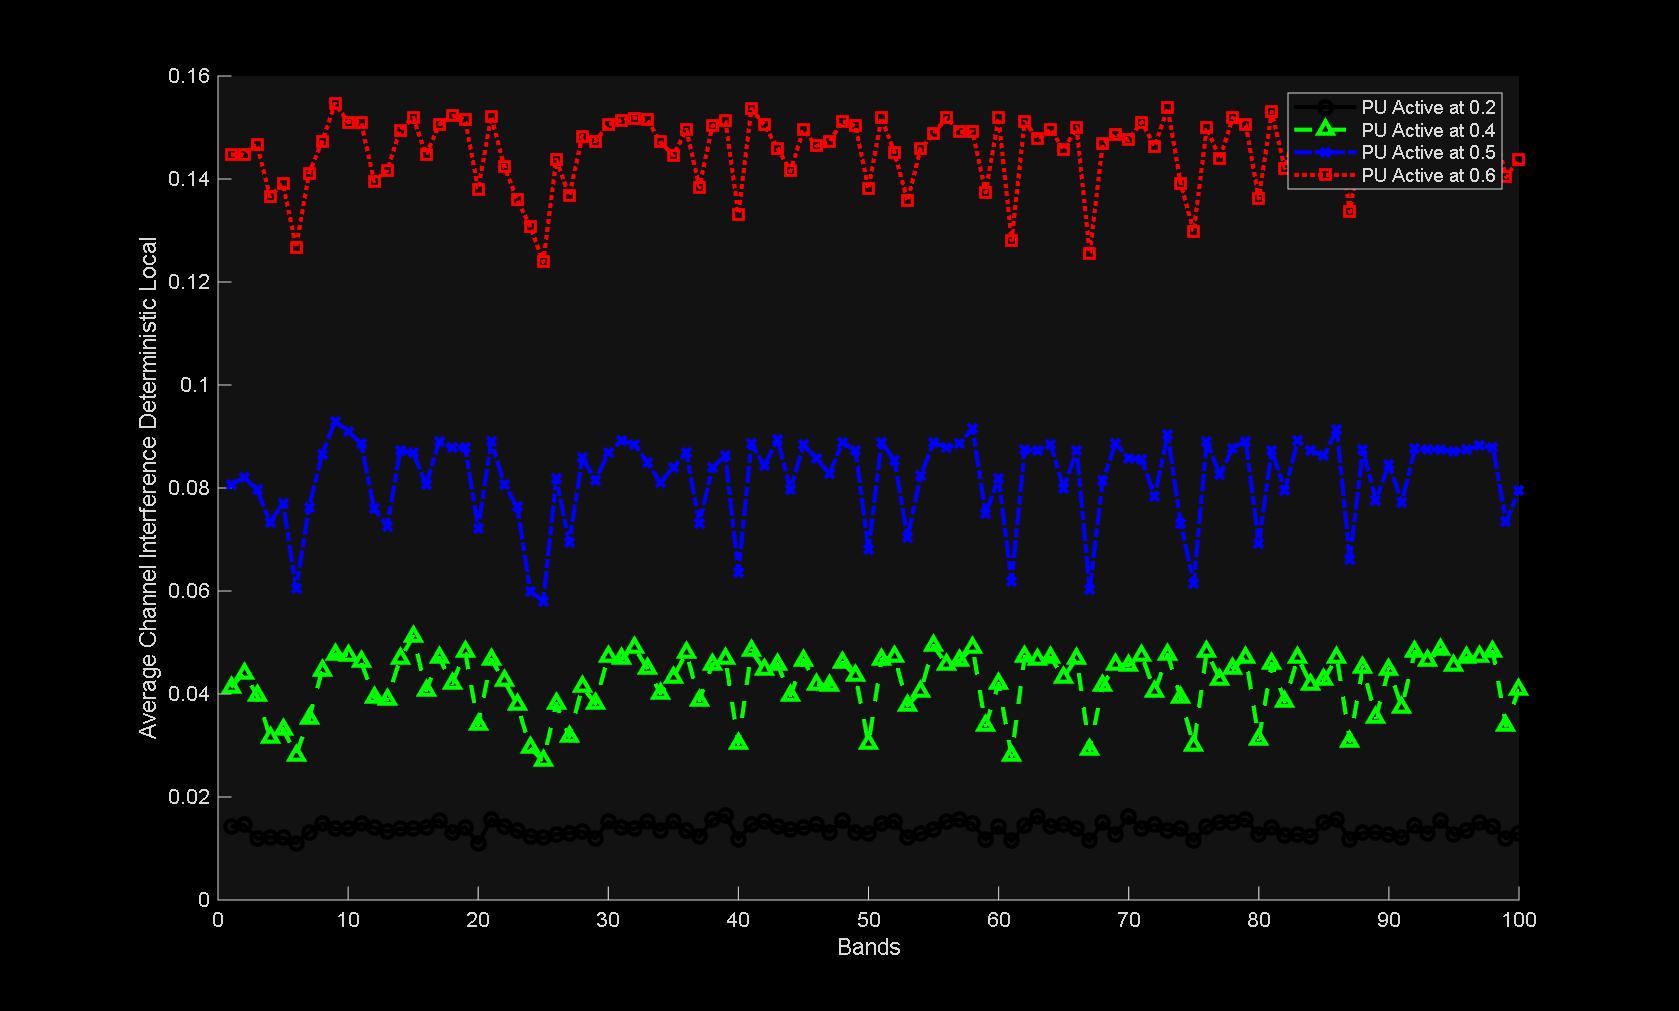 0.16
0.14
0.12
0.1
0.08
0.06
0.04
0.02
0
Average Channel Interference Deterministic Local
PU Active at 0.2
PU Active at 0.4
PU Active at 0.5
PU Active at 0.6
0 10 20 30 40 50 60 70 80 90 100
Bands